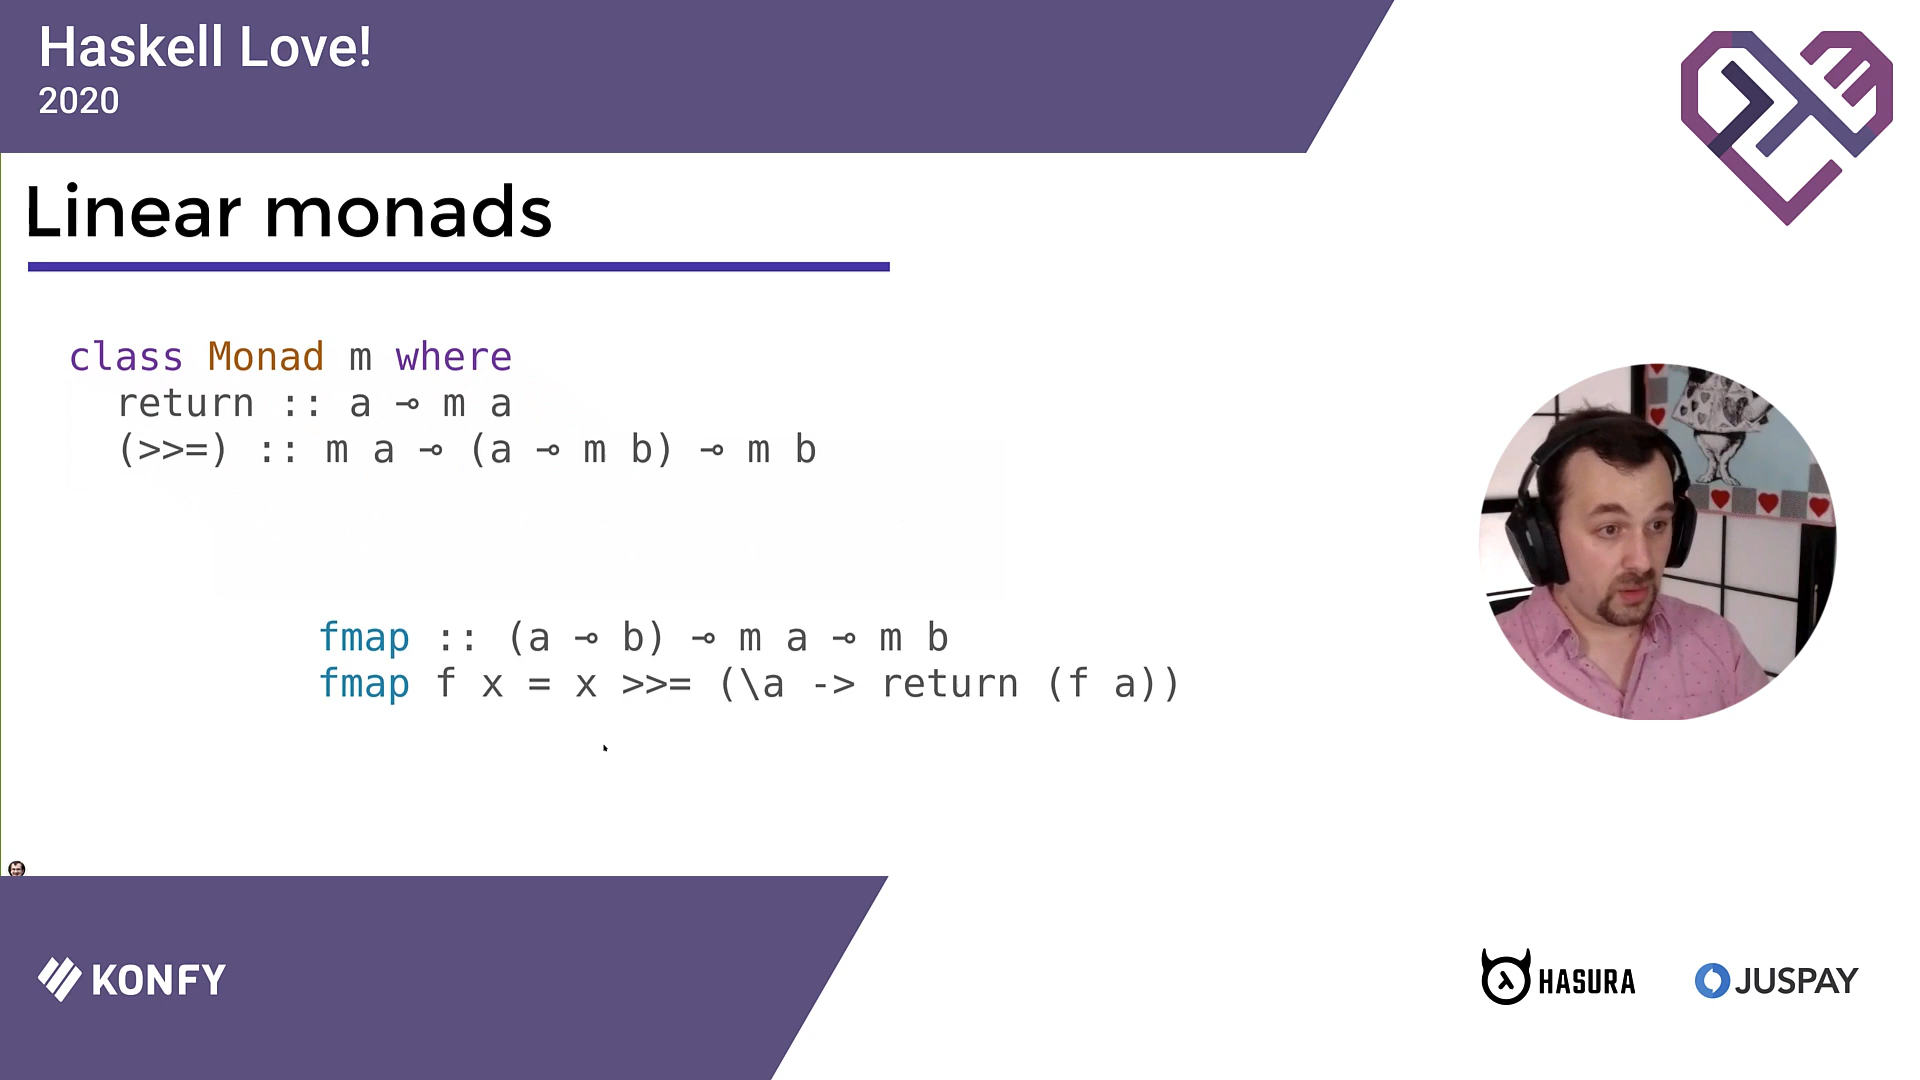 Haskell Love!
2020
Linear monads
class Monad m where
return :: a ⊸ m a
(>>=) :: m a ⊸ (a ⊸ m b) ⊸ m b
fmap :: (a ⊸ b) ⊸ m a ⊸ m b
fmap f x = x >>= (\a -> return (f a))
KONFY
HASURA
JUSPAY